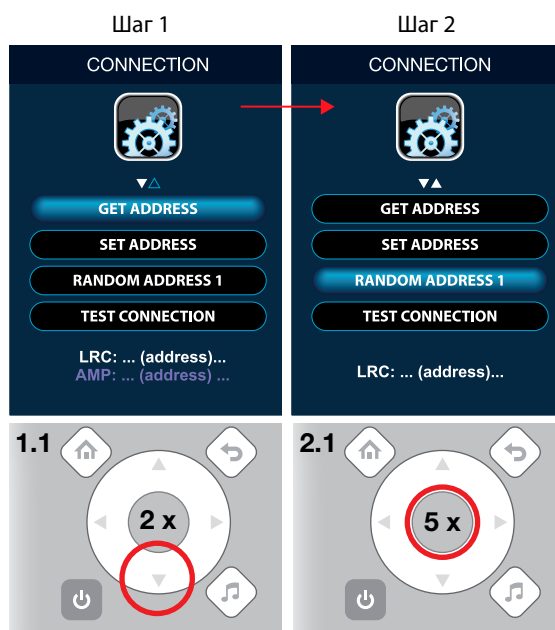 Шаг 1
CONNECTION
GET ADDRESS
SET ADDRESS
RANDOM ADDRESS 1
TEST CONNECTION
LRC: ... (address)...
AMP: ... (address) ...
1.1
2 x
Шаг 2
CONNECTION
GET ADDRESS
SET ADDRESS
RANDOM ADDRESS 1
TEST CONNECTION
LRC: ... (address)...
2.1
5 x